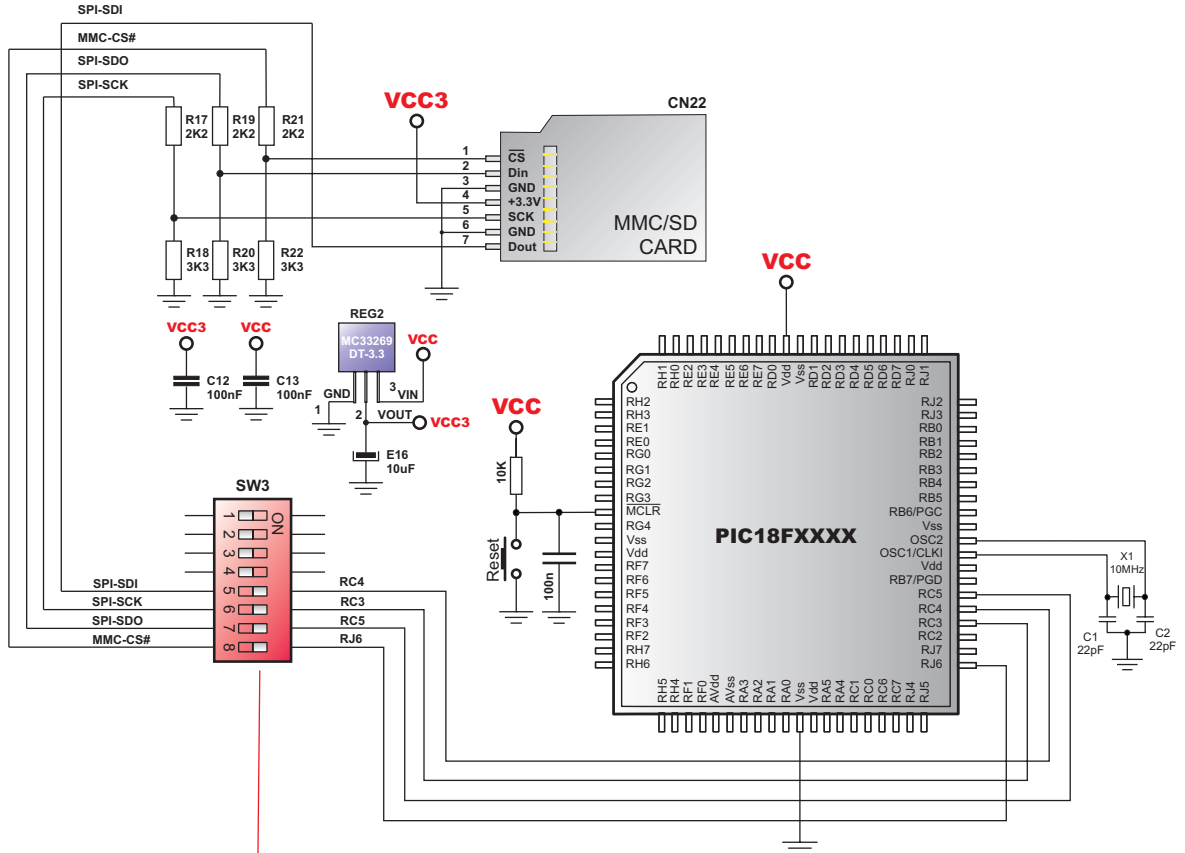 SPI-SDI
MMC-CS#
SPI-SDO
SPI-SCK
R17
2K2
R19
2K2
R21
2K2
R18
3K3
R20
3K3
R22
3K3
VCC3
CN22
1
2
3
4
5
6
7
CS
Din
GND
+3.3V
SCK
GND
Dout
MMC/SD
CARD
VCC3
C12
100nF
VCC
C13
100nF
REG2
MC33269
DT-3.3
VCC
GND
1
3
VIN
2
VOUT
VCC3
E16
10uF
VCC
10K
Reset
100n
VCC
RH1
RH0
RE2
RE3
RE4
RE5
RE6
RE7
RD0
Vdd
Vss
RD1
RD2
RD3
RD4
RD5
RD6
RD7
RJ0
RJ1
RH2
RH3
RE1
RE0
RG0
RG1
RG2
RG3
MCLR
RG4
Vss
Vdd
RF7
RF6
RF5
RF4
RF3
RF2
RH7
RH6
PIC18FXXXX
RJ2
RJ3
RB0
RB1
RB2
RB3
RB4
RB5
RB6/PGC
Vss
OSC2
OSC1/CLKI
Vdd
RB7/PGD
RC5
RC4
RC3
RC2
RJ7
RJ6
RH5
RH4
RF1
RF0
AVdd
AVss
RA3
RA2
RA1
RA0
Vss
Vdd
RA5
RA4
RC1
RC0
RC6
RC7
RJ4
RJ5
X1
10MHz
C1
22pF
C2
22pF
SW3
ON
1
2
3
4
5
6
7
8
SPI-SDI
SPI-SCK
SPI-SDO
MMC-CS#
RC4
RC3
RC5
RJ6